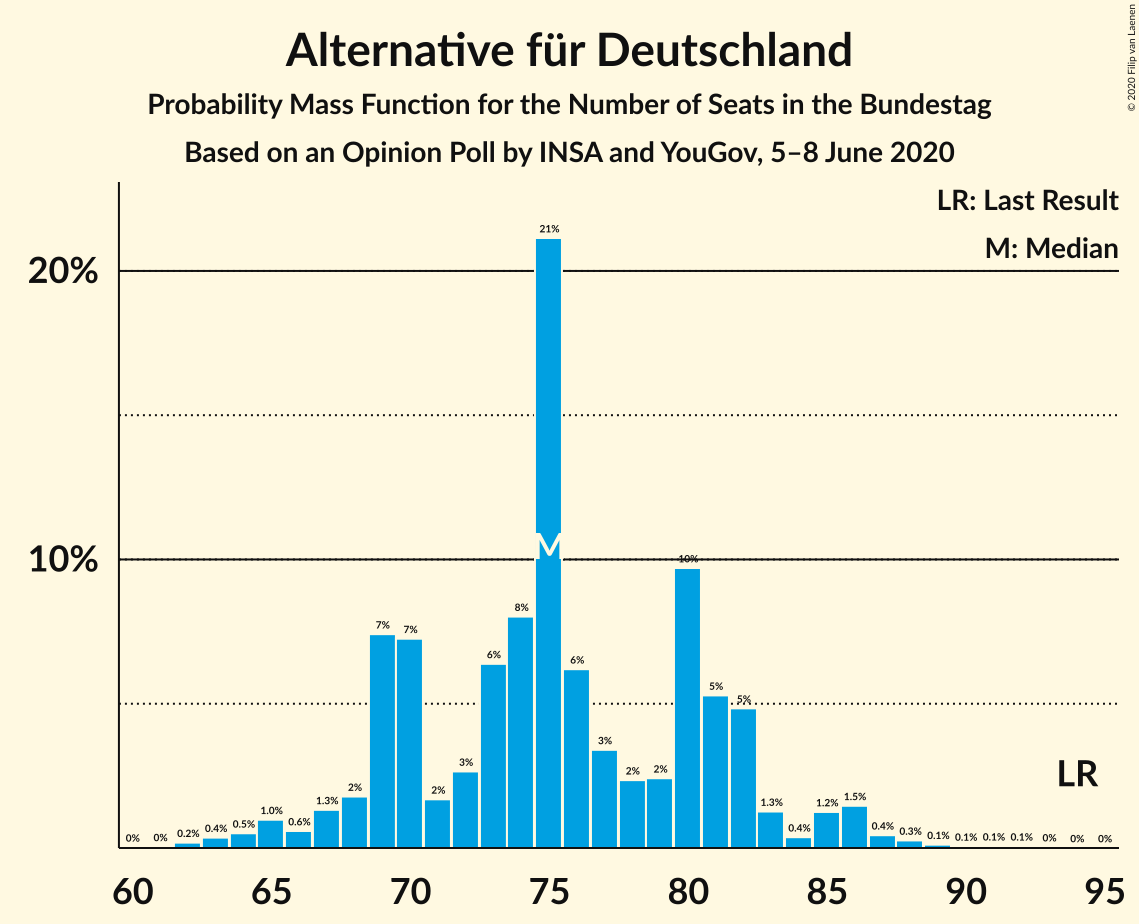 Alternative für Deutschland
Probability Mass Function for the Number of Seats in the Bundestag
Based on an Opinion Poll by INSA and YouGov, 5–8 June 2020
© 2020 Filip van Laenen
LR: Last Result
M: Median
20%
10%
0% 0% 0.2% 0.4% 0.5% 1.0% 0.6% 1.3% 2% 7% 7% 2% 3% 6% 8% 21% 6% 3% 2% 2% 10% 5% 5% 1.3% 0.4% 1.2% 1.5% 0.4% 0.3% 0.1% 0.1% 0.1% 0.1% 0% 0% 0%
M
LR
60 65 70 75 80 85 90 95